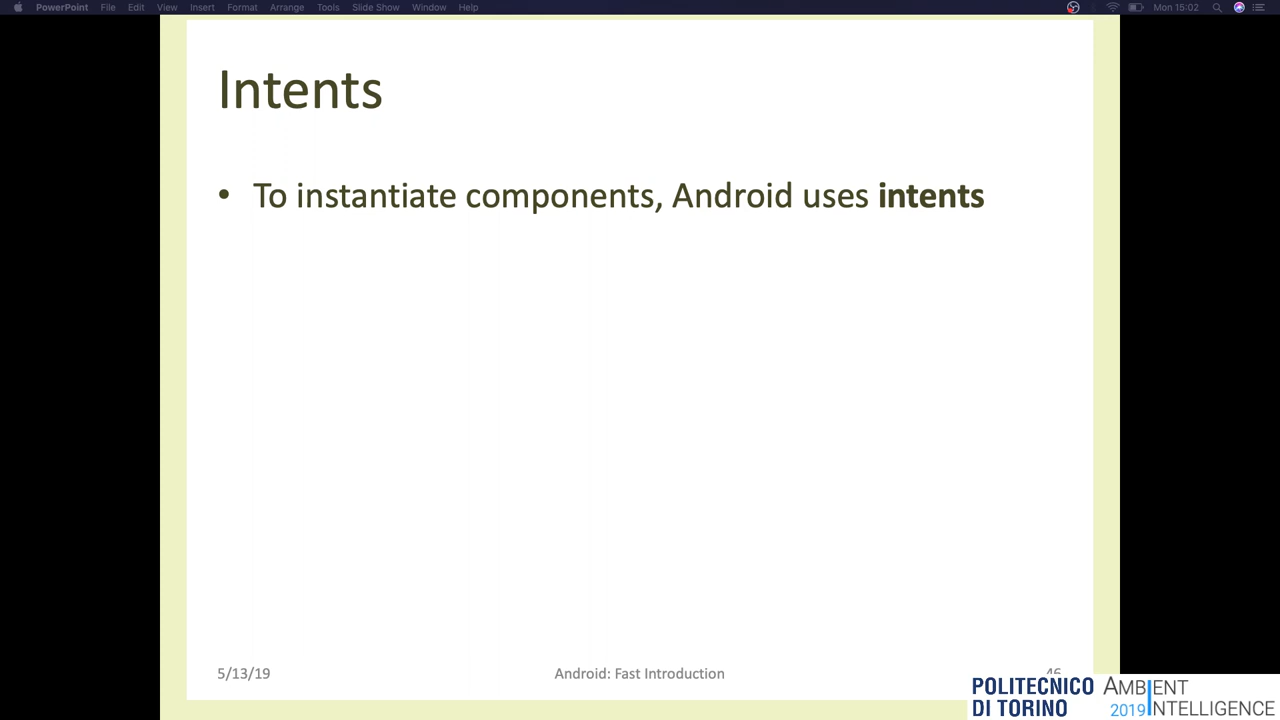 PowerPoint File Edit View Insert Format Arrange Tools Slide Show Window Help Mon 15:02
Intents
• To instantiate components, Android uses intents
5/13/19 Android: Fast Introduction 46
POLITECNICO
DI TORINO
AMBIENT
2019 INTELLIGENCE